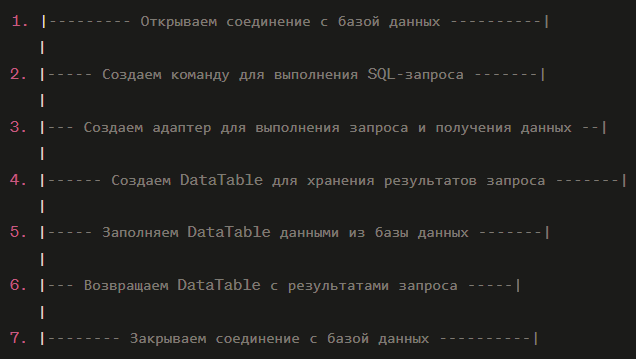 1. |--------- Открываем соединение с базой данных ----------|
|
2. |----- Создаем команду для выполнения SQL-запроса -------|
|
3. |--- Создаем адаптер для выполнения запроса и получения данных --|
|
4. |------ Создаем DataTable для хранения результатов запроса -------|
|
5. |----- Заполняем DataTable данными из базы данных -------|
|
6. |--- Возвращаем DataTable с результатами запроса -----|
|
7. |-------- Закрываем соединение с базой данных ----------|